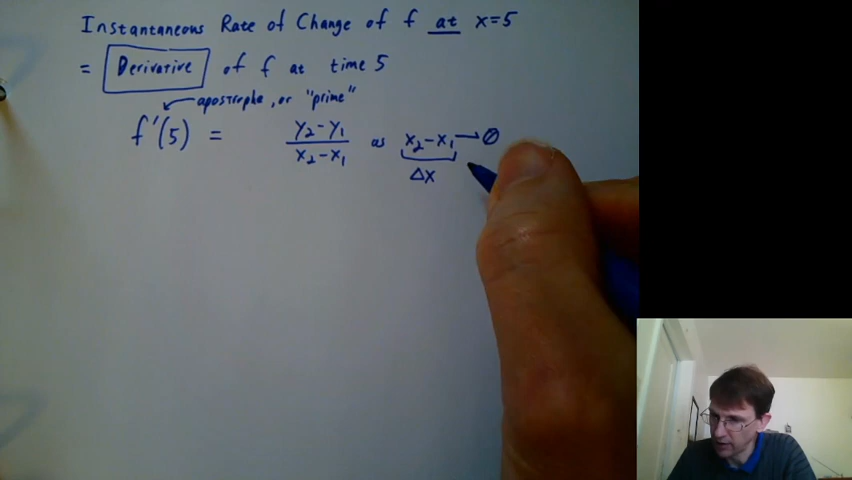 Instantaneous Rate of Change of f at x=5
= Derivative of f at time 5
apostrophe, or "prime"
f'(5) = y₂-y₁/x₂-x₁ as x₂-x₁→0
Δx